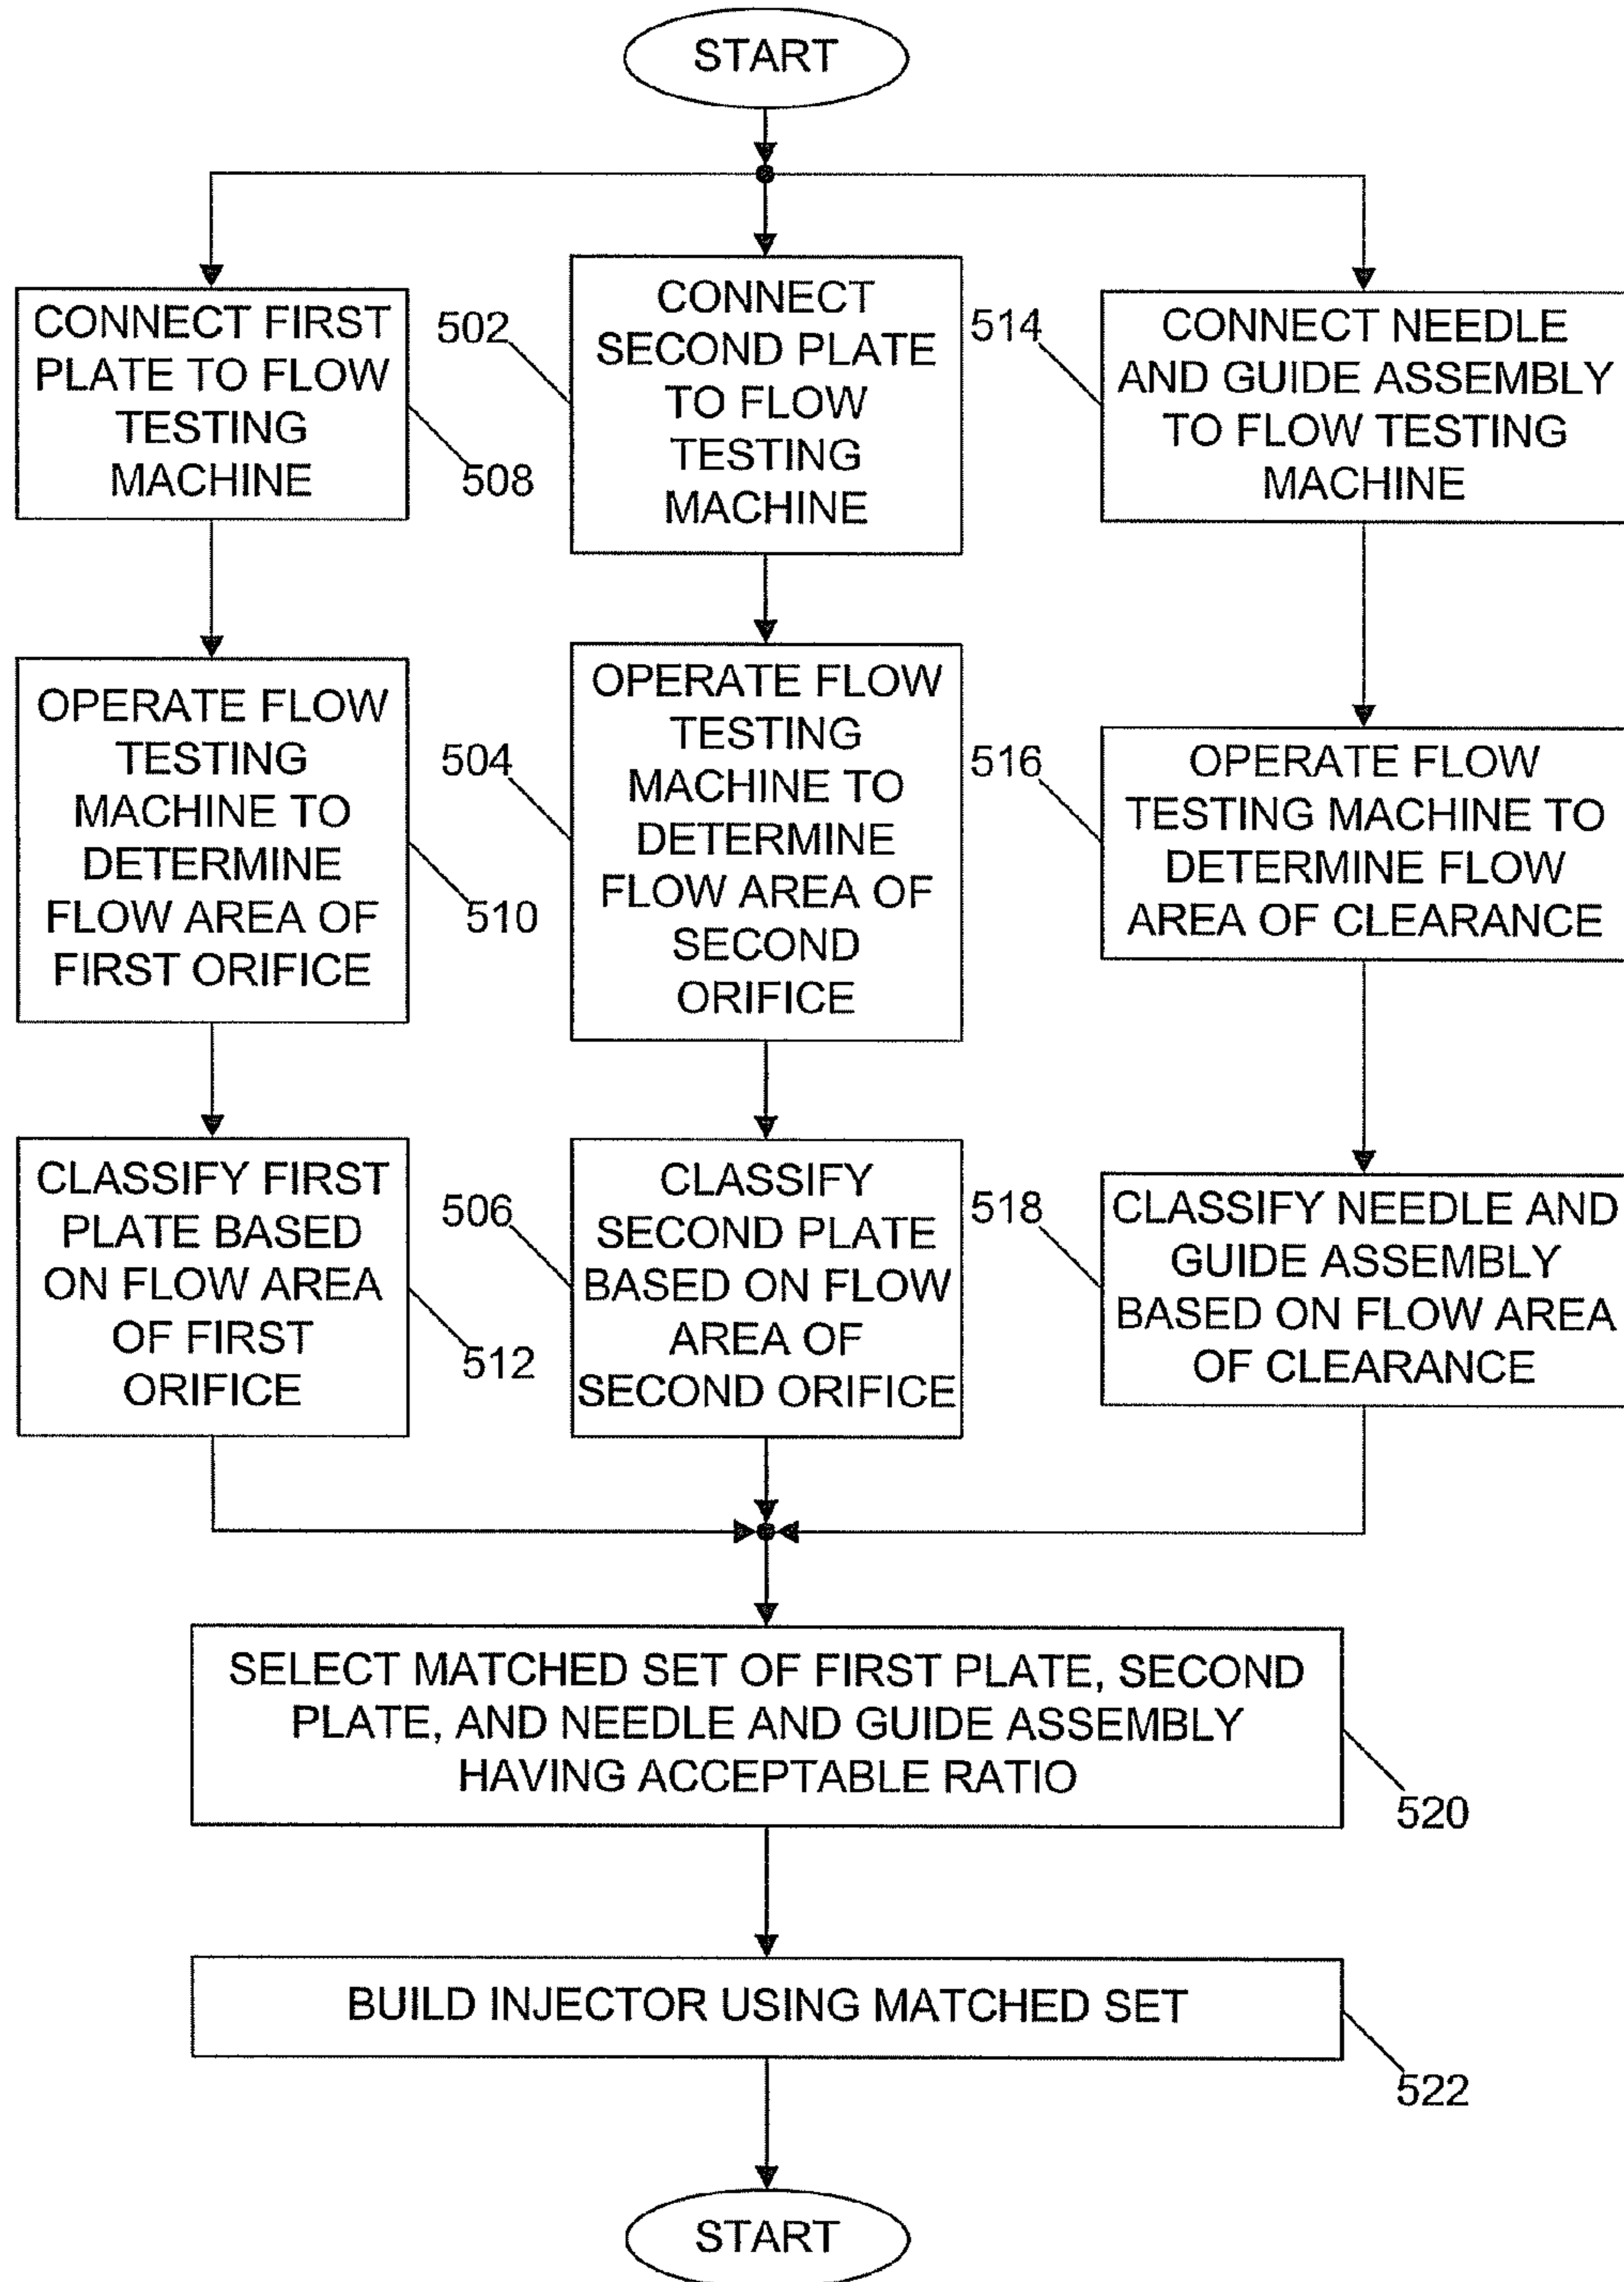 START
CONNECT FIRST
PLATE TO FLOW
TESTING
MACHINE
508
502
CONNECT
SECOND PLATE
TO FLOW
TESTING
MACHINE
514
CONNECT NEEDLE
AND GUIDE ASSEMBLY
TO FLOW TESTING
MACHINE
OPERATE FLOW
TESTING
MACHINE TO
DETERMINE
FLOW AREA OF
FIRST ORIFICE
510
504
OPERATE FLOW
TESTING
MACHINE TO
DETERMINE
FLOW AREA OF
SECOND
ORIFICE
516
OPERATE FLOW
TESTING MACHINE TO
DETERMINE FLOW
AREA OF CLEARANCE
CLASSIFY FIRST
PLATE BASED
ON FLOW AREA
OF FIRST
ORIFICE
512
506
CLASSIFY
SECOND PLATE
BASED ON FLOW
AREA OF
SECOND ORIFICE
518
CLASSIFY NEEDLE AND
GUIDE ASSEMBLY
BASED ON FLOW AREA
OF CLEARANCE
SELECT MATCHED SET OF FIRST PLATE, SECOND
PLATE, AND NEEDLE AND GUIDE ASSEMBLY
HAVING ACCEPTABLE RATIO
520
BUILD INJECTOR USING MATCHED SET
522
START